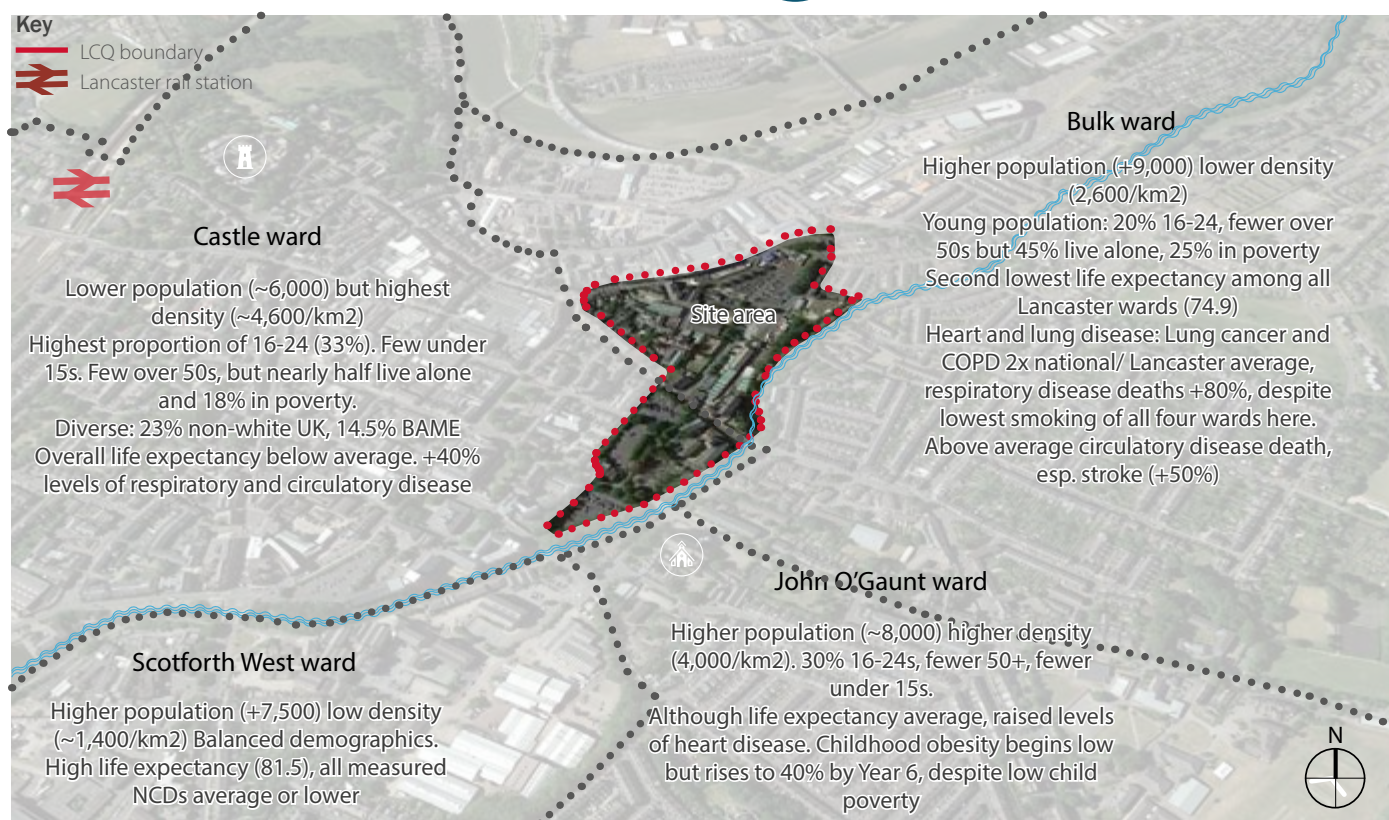 Key
LCQ boundary
Lancaster rail station
Bulk ward
Higher population (+9,000) lower density
(2,600/km2)
Young population: 20% 16-24, fewer over
50s but 45% live alone, 25% in poverty
Second lowest life expectancy among all
Lancaster wards (74.9)
Heart and lung disease: Lung cancer and
COPD 2x national/ Lancaster average,
respiratory disease deaths +80%, despite
lowest smoking of all four wards here.
Above average circulatory disease death,
esp. stroke (+50%)
Castle ward
Lower population (~6,000) but highest
density (~4,600/km2)
Highest proportion of 16-24 (33%). Few under
15s. Few over 50s, but nearly half live alone
and 18% in poverty.
Diverse: 23% non-white UK, 14.5% BAME
Overall life expectancy below average. +40%
levels of respiratory and circulatory disease
Site area
John O'Gaunt ward
Higher population (~8,000) higher density
(4,000/km2). 30% 16-24s, fewer 50+, fewer
under 15s.
Although life expectancy average, raised levels
of heart disease. Childhood obesity begins low
but rises to 40% by Year 6, despite low child
poverty
Scotforth West ward
Higher population (+7,500) low density
(~1,400/km2) Balanced demographics.
High life expectancy (81.5), all measured
NCDs average or lower
N